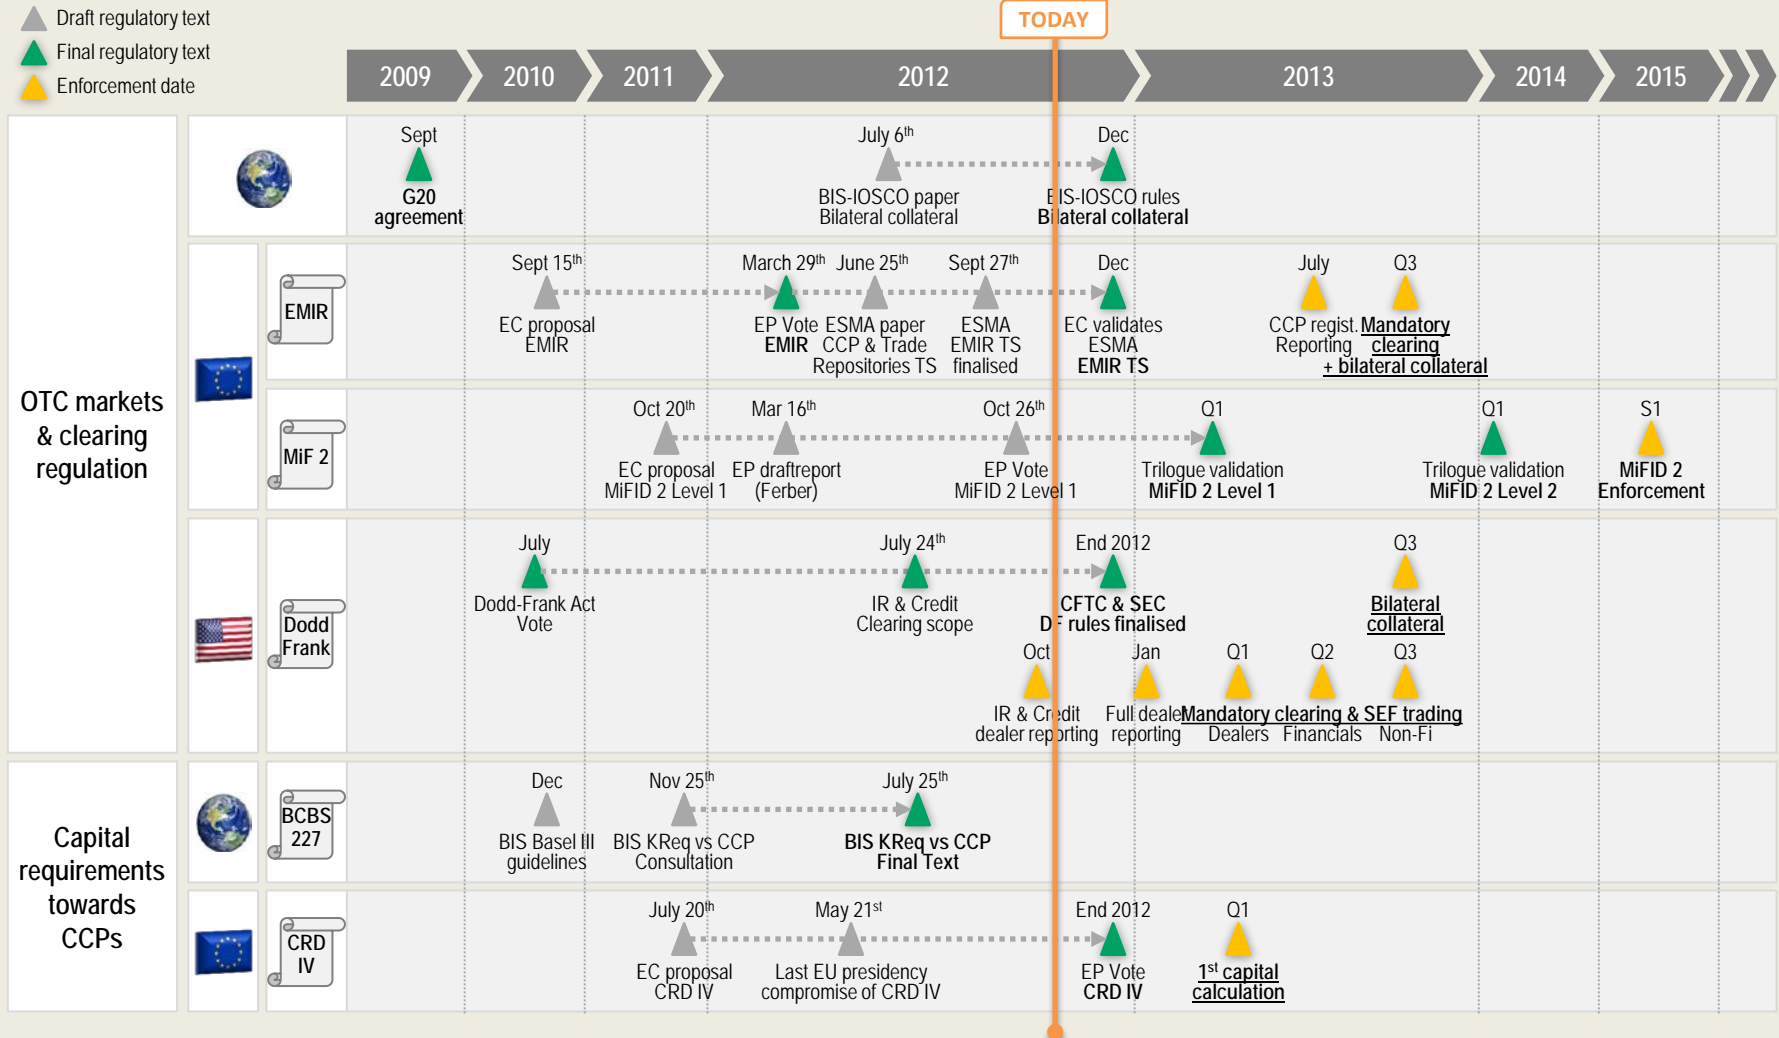 Draft regulatory text
Final regulatory text
Enforcement date
TODAY
2009 2010 2011 2012 2013 2014 2015
OTC markets
& clearing
regulation
Sept
G20
agreement
July 6th
BIS-IOSCO paper
Bilateral collateral
Dec
BIS-IOSCO rules
Bilateral collateral
EMIR
Sept 15th
EC proposal
EMIR
March 29th
EP Vote
EMIR
June 25th
ESMA paper
CCP & Trade
Repositories TS
Sept 27th
ESMA
EMIR TS
finalised
Dec
EC validates
ESMA
EMIR TS
July
CCP regist.
Reporting
Q3
Mandatory
clearing
+ bilateral collateral
MiF 2
Oct 20th
EC proposal
MiFID 2 Level 1
Mar 16th
EP draftreport
(Ferber)
Oct 26th
EP Vote
MiFID 2 Level 1
Q1
Trilogue validation
MiFID 2 Level 1
Q1
Trilogue validation
MiFID 2 Level 2
S1
MiFID 2
Enforcement
Dodd
Frank
July
Dodd-Frank Act
Vote
July 24th
IR & Credit
Clearing scope
End 2012
CFTC & SEC
DF rules finalised
Q3
Bilateral
collateral
Oct
IR & Credit
dealer reporting
Jan
Full dealer
reporting
Q1 Q2 Q3
Mandatory clearing & SEF trading
Dealers Financials Non-Fi
Capital
requirements
towards
CCPs
BCBS
227
Dec
BIS Basel III
guidelines
Nov 25th
BIS KReq vs CCP
Consultation
July 25th
BIS KReq vs CCP
Final Text
CRD
IV
July 20th
EC proposal
CRD IV
May 21st
Last EU presidency
compromise of CRD IV
End 2012
EP Vote
CRD IV
Q1
1st capital
calculation